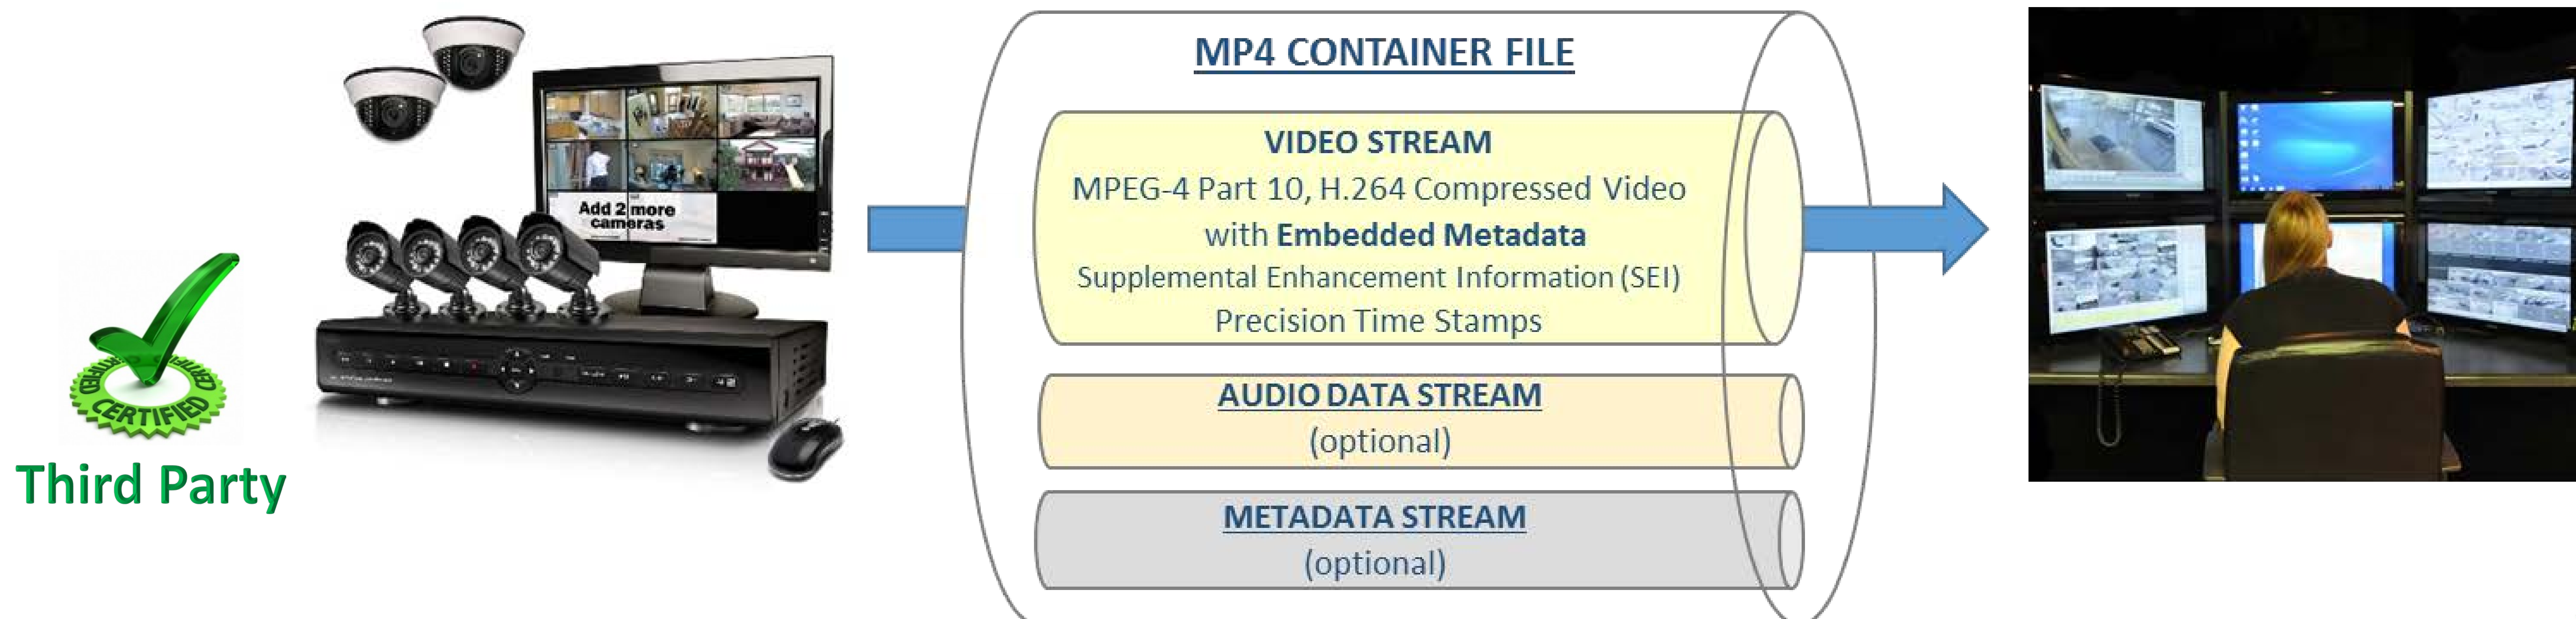 MP4 CONTAINER FILE
VIDEO STREAM
MPEG-4 Part 10, H.264 Compressed Video
with Embedded Metadata
Supplemental Enhancement Information (SEI)
Precision Time Stamps
AUDIO DATA STREAM
(optional)
METADATA STREAM
(optional)
Add 2 more
cameras
CERTIFIED
Third Party